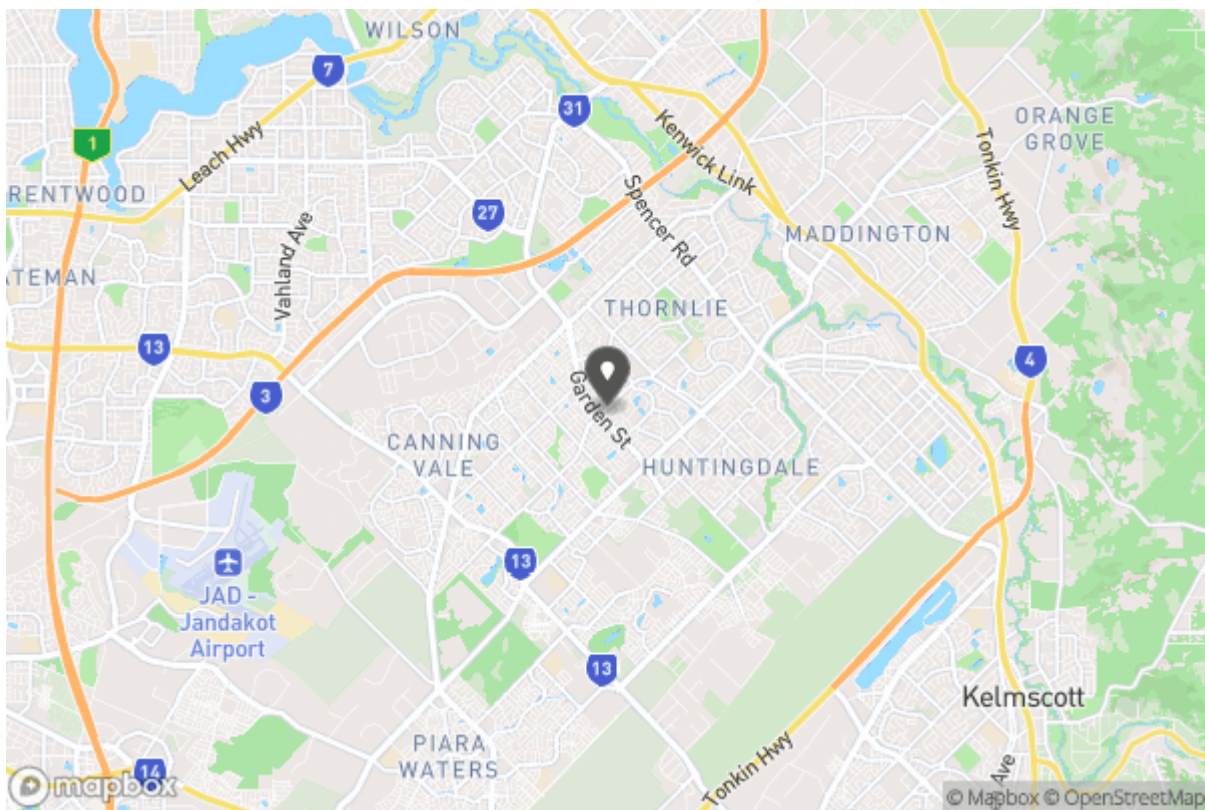 WILSON
7
31
ORANGE
GROVE
1
Leach Hwy
Kenwick Link
Tonkin Hwy
RENTWOOD
27
Spencer Rd
Vahland Ave
MADDINGTON
ATEMAN
THORNLIE
13
4
3
Garden St
CANNING
VALE
HUNTINGDALE
13
JAD -
Jandakot
Airport
13
Kelmscott
PIARA
WATERS
Tonkin Hwy
14
Ave
mapbox
© Mapbox © OpenStreetMap